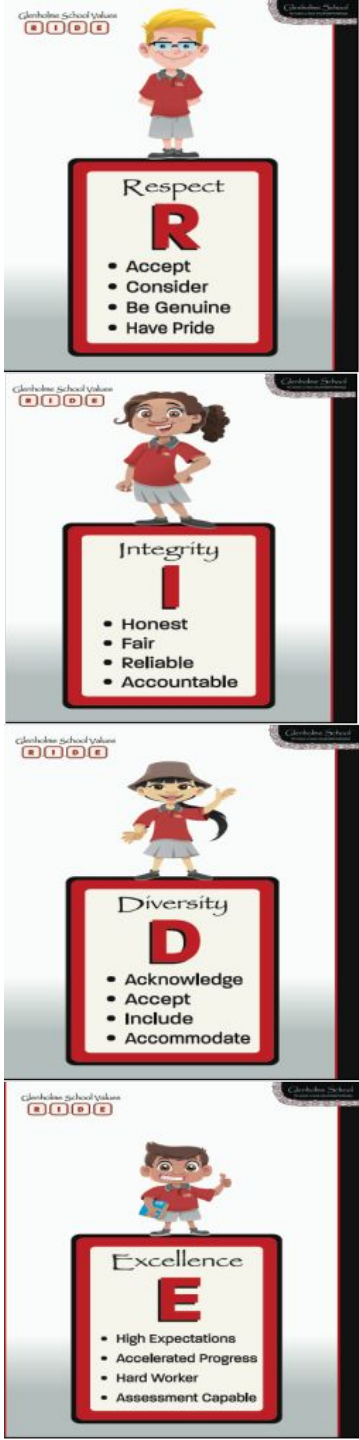 Glenholme School Values
R I D E
Glenholme School
Respect
R
• Accept
• Consider
• Be Genuine
• Have Pride
Glenholme School Values
R I D E
Glenholme School
Integrity
I
• Honest
• Fair
• Reliable
• Accountable
Glenholme School Values
R I D E
Glenholme School
Diversity
D
• Acknowledge
• Accept
• Include
• Accommodate
Glenholme School Values
R I D E
Glenholme School
Excellence
E
• High Expectations
• Accelerated Progress
• Hard Worker
• Assessment Capable